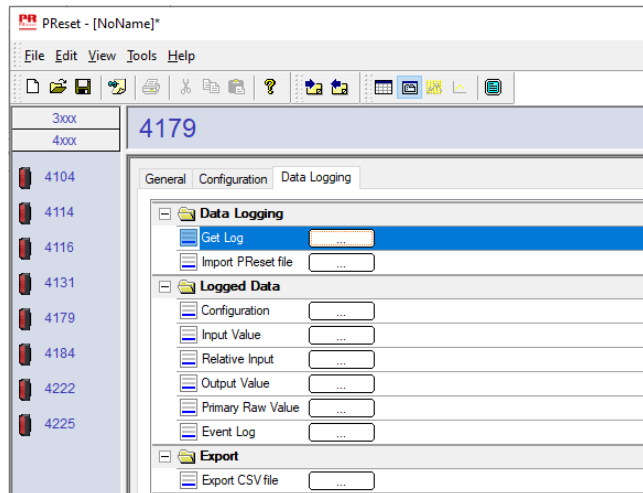 PR PReset - [NoName]*
File Edit View Tools Help
3xxx
4xxx
4179
4104
4114
4116
4131
4179
4184
4222
4225
General Configuration Data Logging
Data Logging
Get Log ...
Import PReset file ...
Logged Data
Configuration ...
Input Value ...
Relative Input ...
Output Value ...
Primary Raw Value ...
Event Log ...
Export
Export CSV file ...